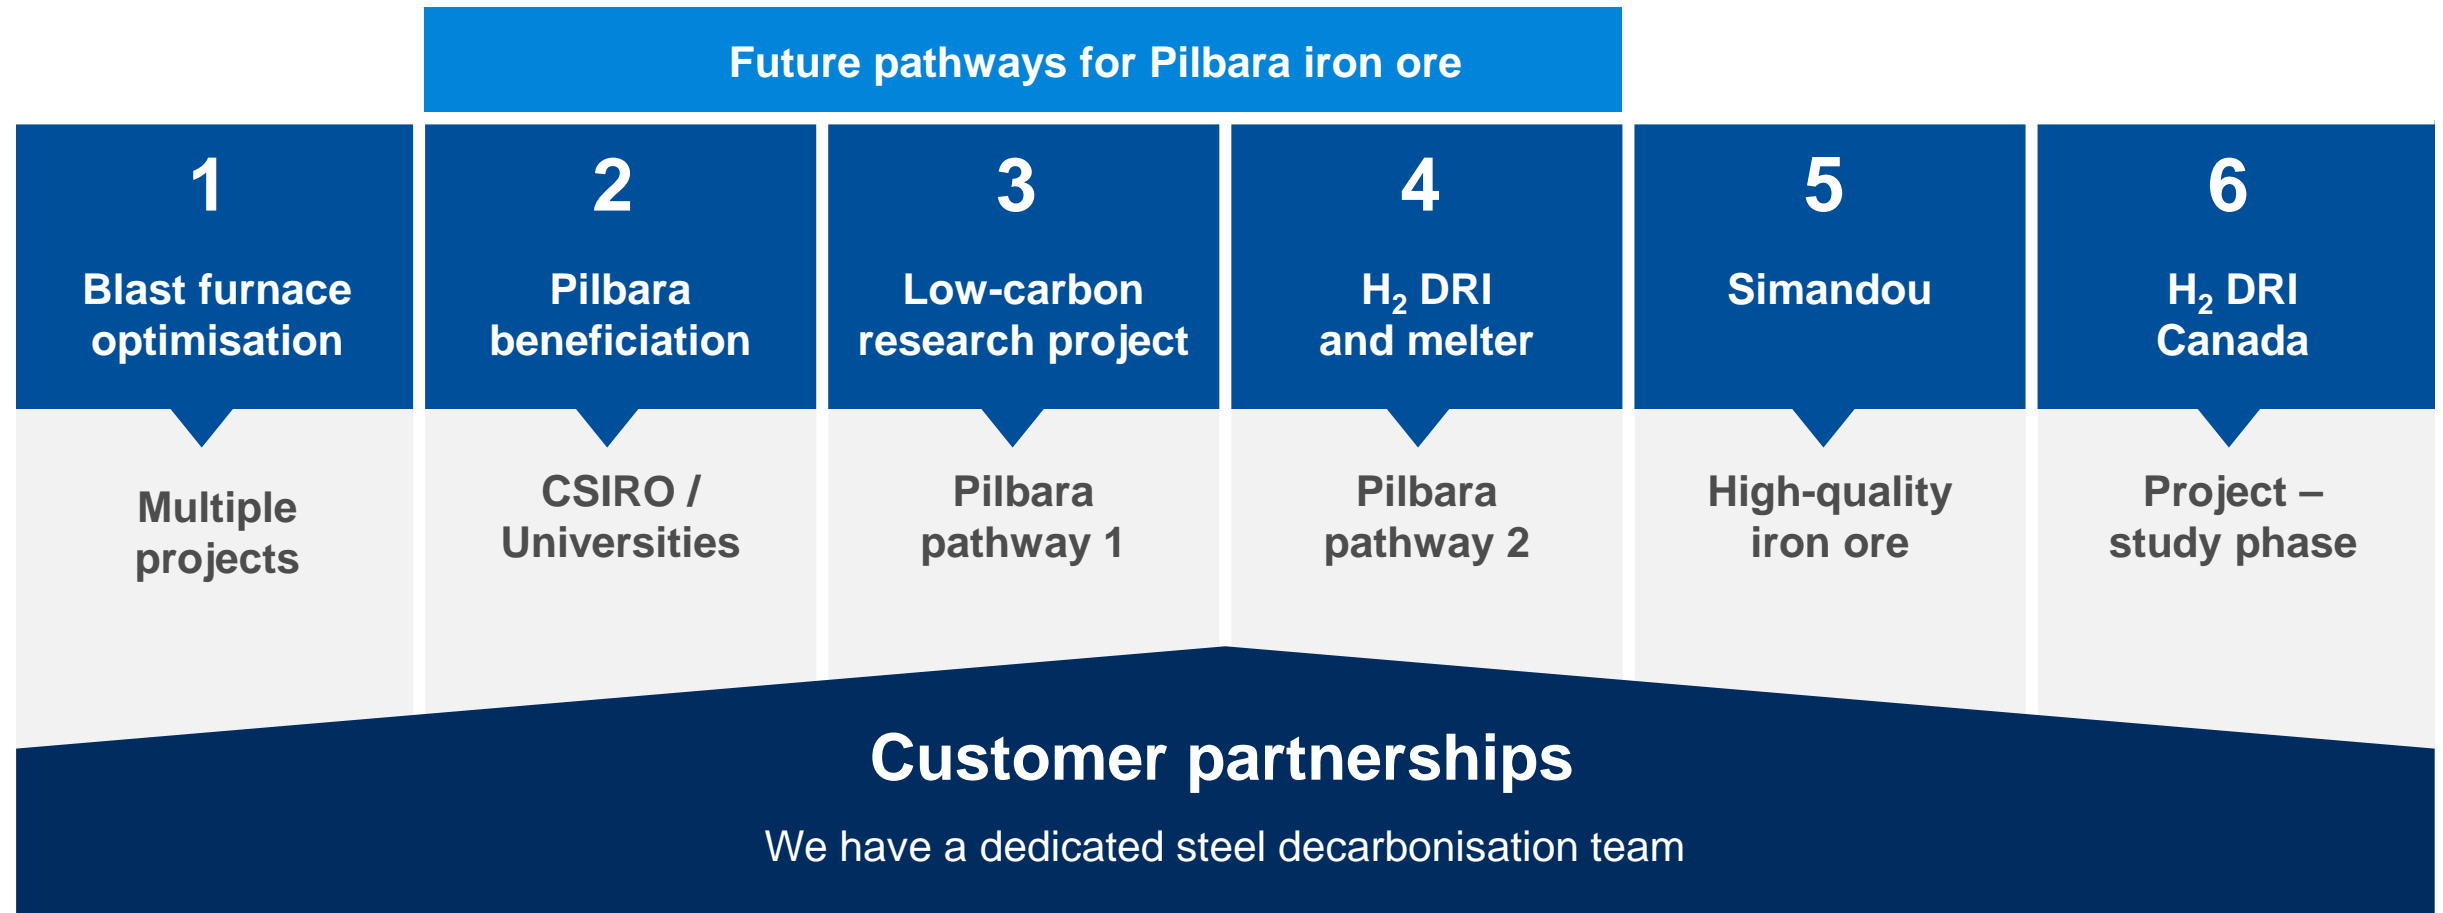 Future pathways for Pilbara iron ore
1
Blast furnace
optimisation
Multiple
projects
2
Pilbara
beneficiation
CSIRO /
Universities
3
Low-carbon
research project
Pilbara
pathway 1
4
H₂ DRI
and melter
Pilbara
pathway 2
5
Simandou
High-quality
iron ore
6
H₂ DRI
Canada
Project –
study phase
Customer partnerships
We have a dedicated steel decarbonisation team